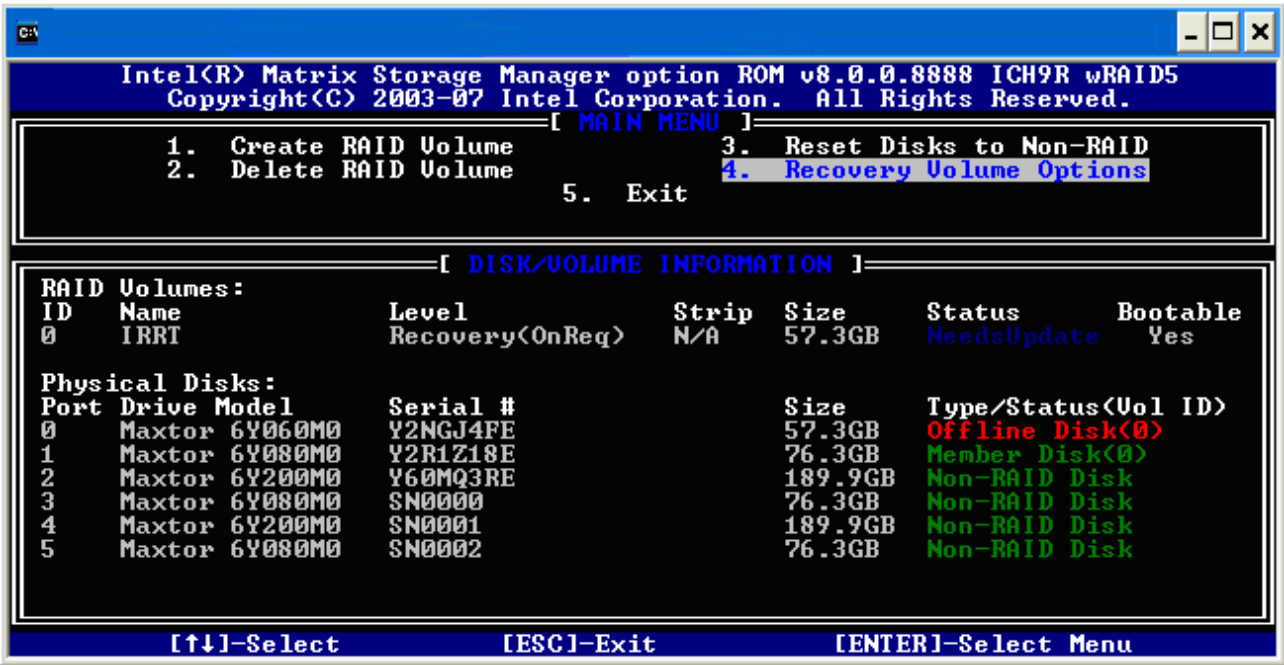 C:\
Intel(R) Matrix Storage Manager option ROM v8.0.0.8888 ICH9R wRAID5
Copyright(C) 2003-07 Intel Corporation. All Rights Reserved.
[ MAIN MENU ]
1. Create RAID Volume 3. Reset Disks to Non-RAID
2. Delete RAID Volume 4. Recovery Volume Options
5. Exit
[ DISK/VOLUME INFORMATION ]
RAID Volumes:
ID Name Level Strip Size Status Bootable
0 IRRT Recovery(OnReq) N/A 57.3GB NeedsUpdate Yes
Physical Disks:
Port Drive Model Serial # Size Type/Status(Vol ID)
0 Maxtor 6Y060M0 Y2NGJ4FE 57.3GB Offline Disk(0)
1 Maxtor 6Y080M0 Y2R1Z18E 76.3GB Member Disk(0)
2 Maxtor 6Y200M0 Y60MQ3RE 189.9GB Non-RAID Disk
3 Maxtor 6Y080M0 SN0000 76.3GB Non-RAID Disk
4 Maxtor 6Y200M0 SN0001 189.9GB Non-RAID Disk
5 Maxtor 6Y080M0 SN0002 76.3GB Non-RAID Disk
[↑↓]-Select [ESC]-Exit [ENTER]-Select Menu